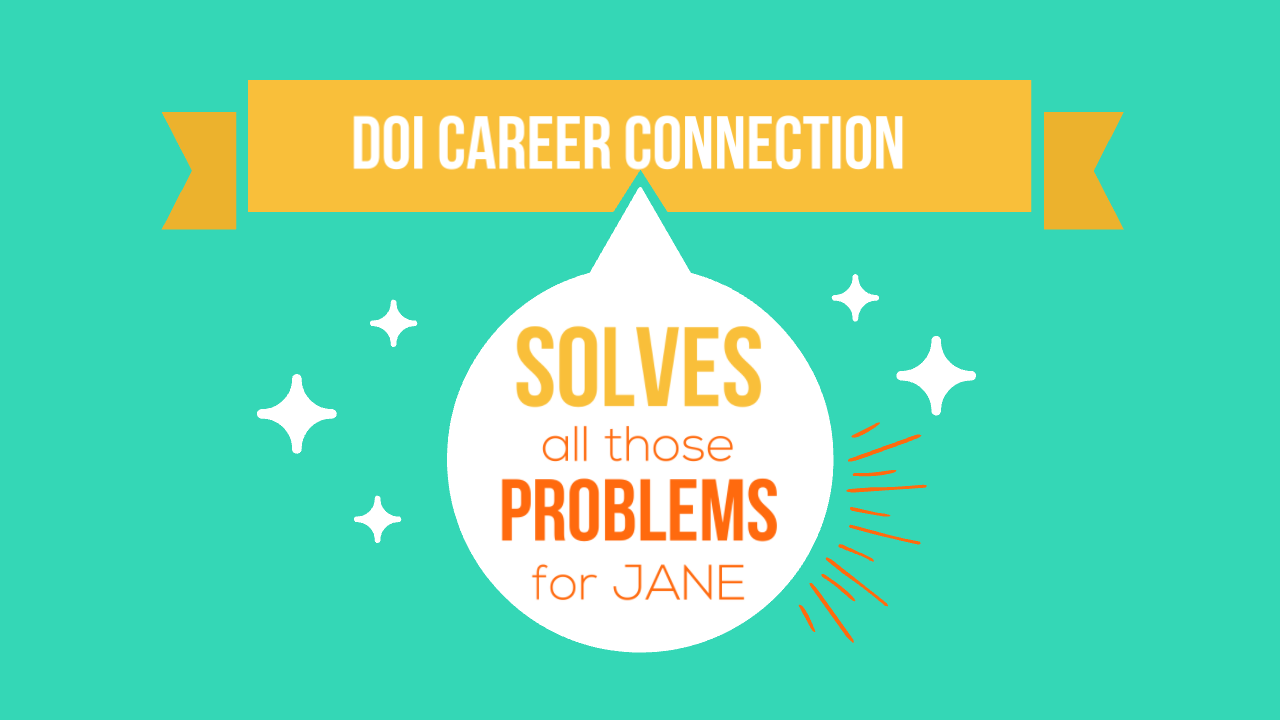 DOI CAREER CONNECTION
SOLVES
all those
PROBLEMS
for JANE